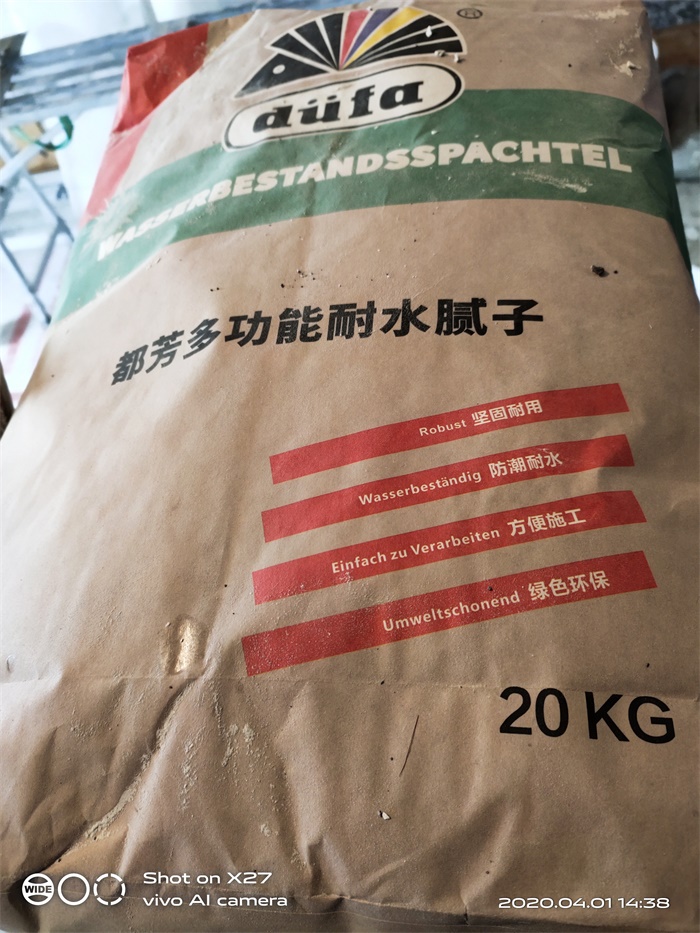 ®
düfa
WASSERBESTANDSSPACHTEL
都芳多功能耐水腻子
Robust 坚固耐用
Wasserbeständig 防潮耐水
Einfach zu Verarbeiten 方便施工
Umweltschonend 绿色环保
20 KG
WIDE
Shot on X27
vivo AI camera
2020.04.01 14:38